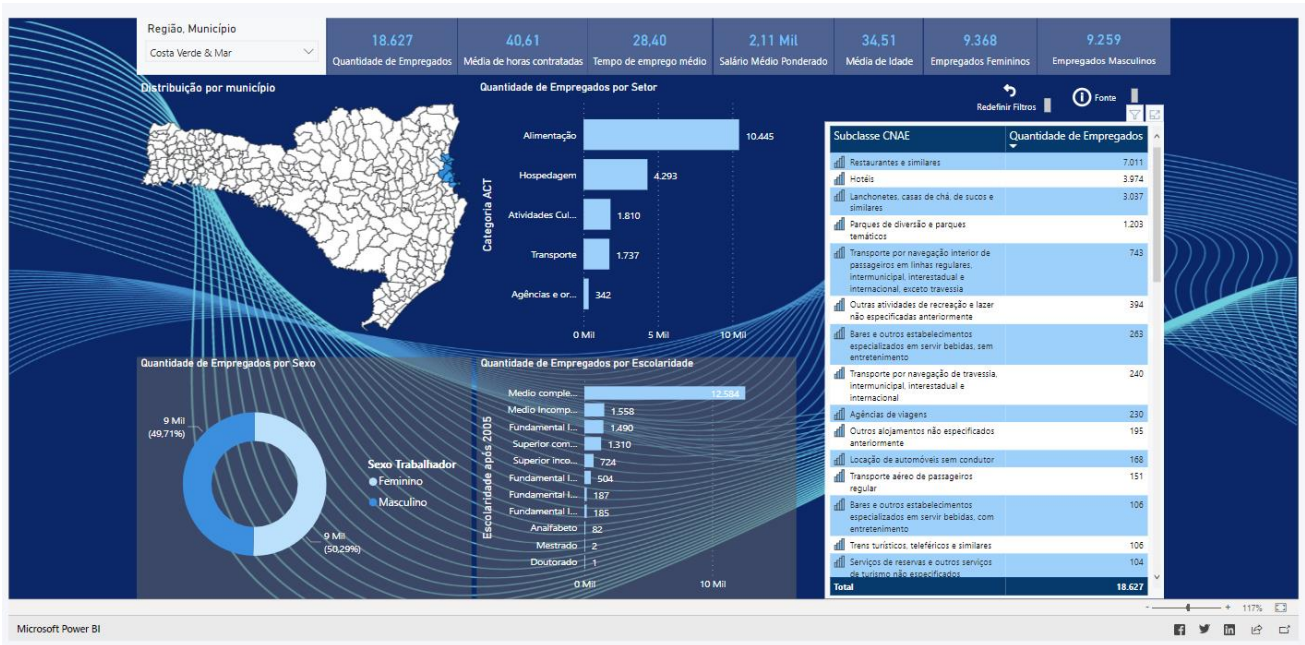 Região, Município
Costa Verde & Mar
18.627
Quantidade de Empregados
40,61
Média de horas contratadas
28,40
Tempo de emprego médio
2,11 Mil
Salário Médio Ponderado
34,51
Média de Idade
9.368
Empregados Femininos
9.259
Empregados Masculinos
Distribuição por município
Quantidade de Empregados por Setor
Categoria ACT
Alimentação 10.445
Hospedagem 4.293
Atividades Cul... 1.810
Transporte 1.737
Agências e or... 342
0 Mil 5 Mil 10 Mil
Redefinir Filtros
Fonte
Subclasse CNAE Quantidade de Empregados
Restaurantes e similares 7.011
Hotéis 3.974
Lanchonetes, casas de chá, de sucos e
similares
3.037
Parques de diversão e parques
temáticos
1.203
Transporte por navegação interior de
passageiros em linhas regulares,
intermunicipal, interestadual e
internacional, exceto travessia
743
Outras atividades de recreação e lazer
não especificadas anteriormente
394
Bares e outros estabelecimentos
especializados em servir bebidas, sem
entretenimento
263
Transporte por navegação de travessia,
intermunicipal, interestadual e
internacional
240
Agências de viagens 230
Outros alojamentos não especificados
anteriormente
195
Locação de automóveis sem condutor 168
Transporte aéreo de passageiros
regular
151
Bares e outros estabelecimentos
especializados em servir bebidas, com
entretenimento
106
Trens turísticos, teleféricos e similares 106
Serviços de reservas e outros serviços
de turismo não especificados
104
Total 18.627
Quantidade de Empregados por Sexo
9 Mil
(49,71%)
9 Mil
(50,29%)
Sexo Trabalhador
Feminino
Masculino
Quantidade de Empregados por Escolaridade
Escolaridade após 2005
Medio comple... 12.584
Medio Incomp... 1.558
Fundamental I... 1.490
Superior com... 1.310
Superior inco... 724
Fundamental I... 504
Fundamental I... 187
Fundamental I... 185
Analfabeto 82
Mestrado 2
Doutorado 1
0 Mil 10 Mil
- + 117%
Microsoft Power BI